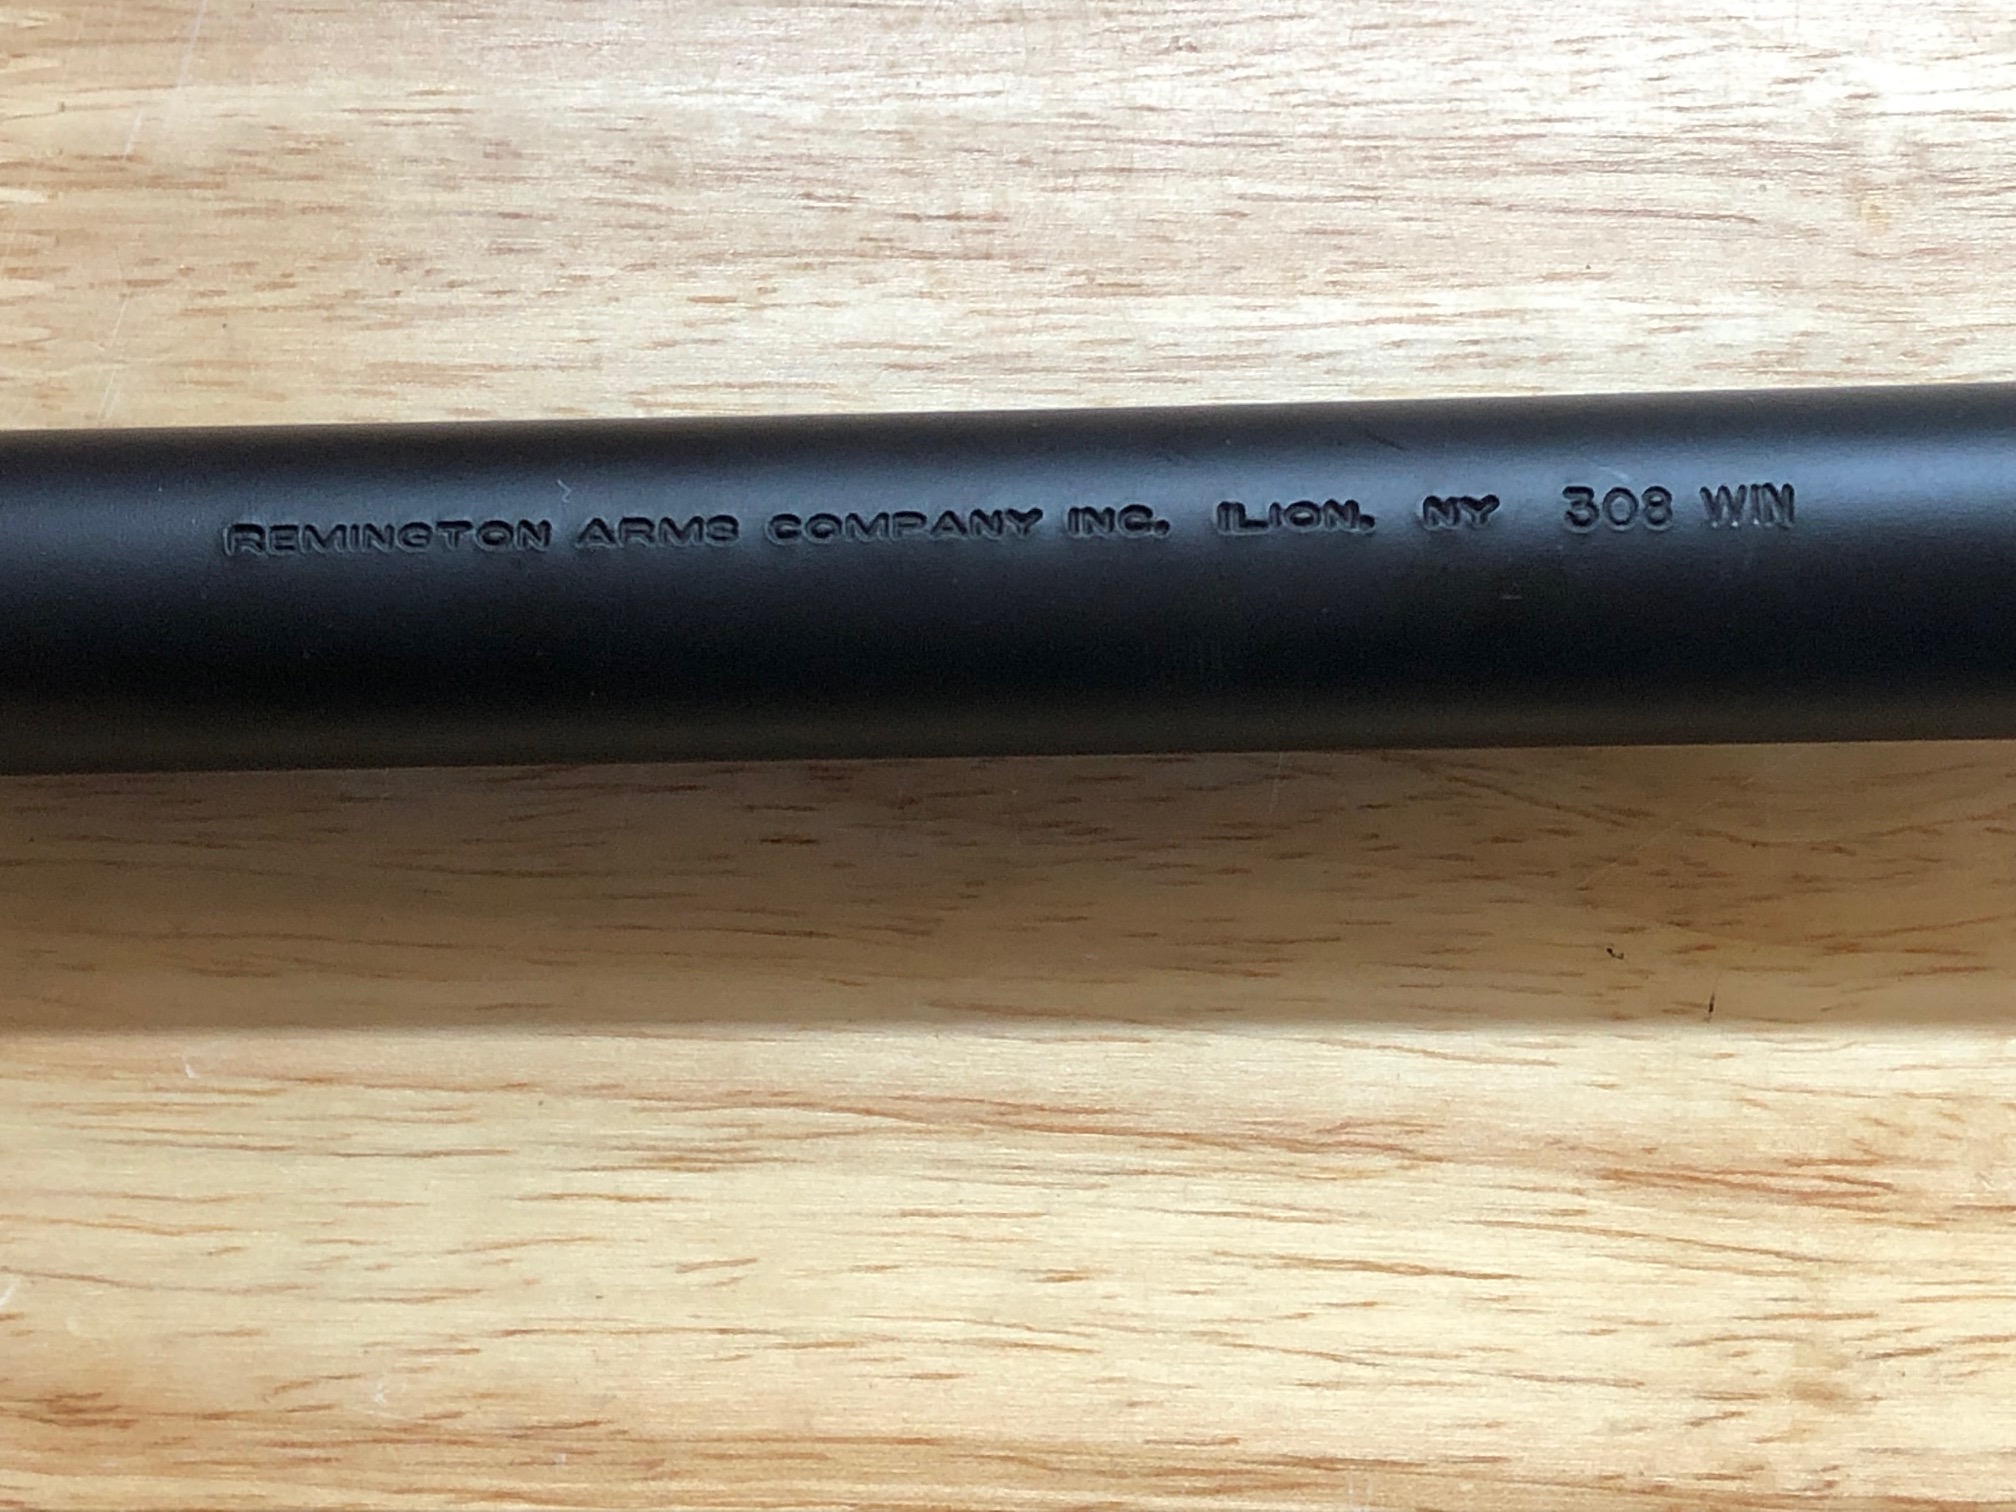 REMINGTON ARMS COMPANY INC. ILION, NY 308 WIN